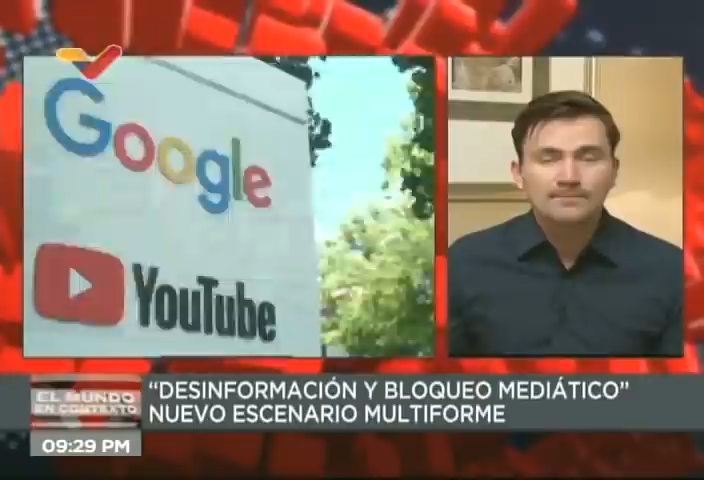 Google
YouTube
"DESINFORMACIÓN Y BLOQUEO MEDIÁTICO"
EL MUNDO
EN CONTEXTO
NUEVO ESCENARIO MULTIFORME
09:29 PM